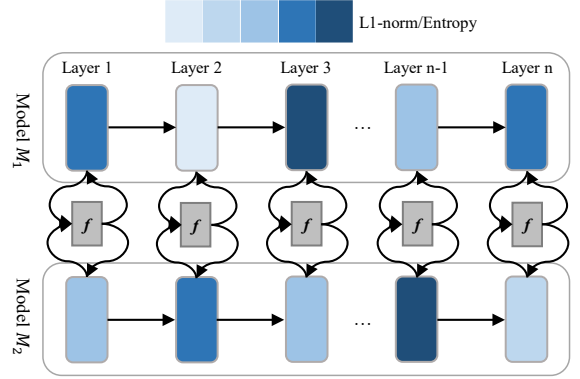 L1-norm/Entropy
Layer 1 Layer 2 Layer 3 Layer n-1 Layer n
Model M₁
...
f f f f f
Model M₂
...